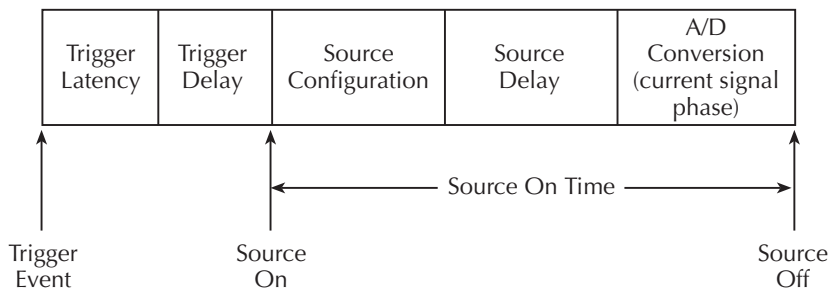 Trigger
Latency
Trigger
Delay
Source
Configuration
Source
Delay
A/D
Conversion
(current signal
phase)
Source On Time
Trigger
Event
Source
On
Source
Off